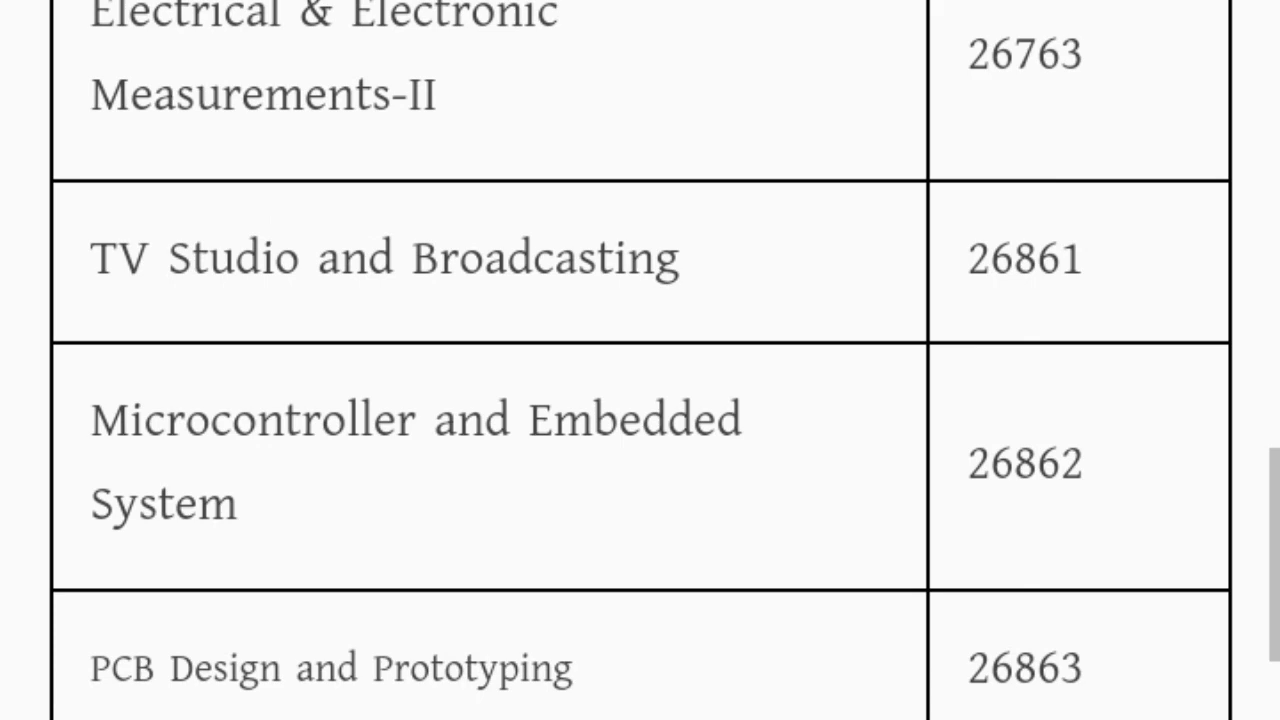 Electrical & Electronic
Measurements-II
26763
TV Studio and Broadcasting
26861
Microcontroller and Embedded
System
26862
PCB Design and Prototyping
26863